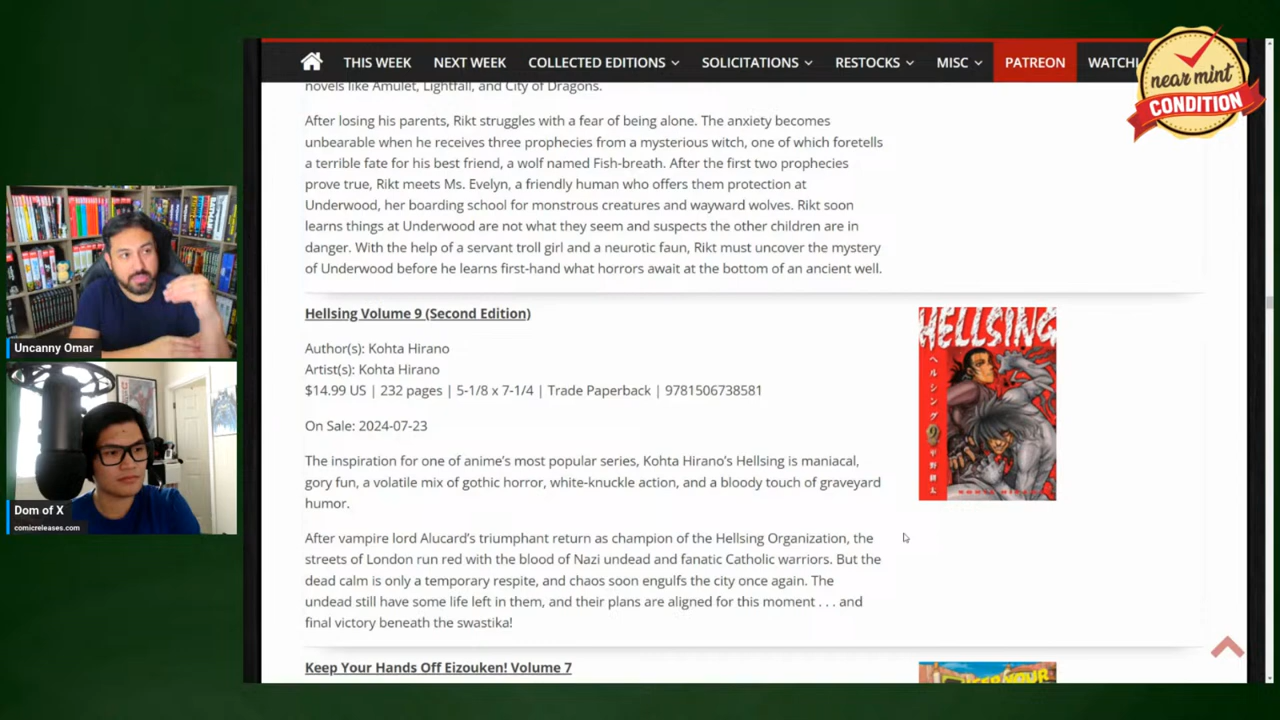 THIS WEEK NEXT WEEK COLLECTED EDITIONS SOLICITATIONS RESTOCKS MISC PATREON
near mint
CONDITION
novels like Amulet, Lightfall, and City of Dragons.
After losing his parents, Rikt struggles with a fear of being alone. The anxiety becomes
unbearable when he receives three prophecies from a mysterious witch, one of which foretells
a terrible fate for his best friend, a wolf named Fish-breath. After the first two prophecies
prove true, Rikt meets Ms. Evelyn, a friendly human who offers them protection at
Underwood, her boarding school for monstrous creatures and wayward wolves. Rikt soon
learns things at Underwood are not what they seem and suspects the other children are in
danger. With the help of a servant troll girl and a neurotic faun, Rikt must uncover the mystery
of Underwood before he learns first-hand what horrors await at the bottom of an ancient well.
Hellsing Volume 9 (Second Edition)
Author(s): Kohta Hirano
Artist(s): Kohta Hirano
$14.99 US | 232 pages | 5-1/8 x 7-1/4 | Trade Paperback | 9781506738581
On Sale: 2024-07-23
The inspiration for one of anime's most popular series, Kohta Hirano's Hellsing is maniacal,
gory fun, a volatile mix of gothic horror, white-knuckle action, and a bloody touch of graveyard
humor.
After vampire lord Alucard's triumphant return as champion of the Hellsing Organization, the
streets of London run red with the blood of Nazi undead and fanatic Catholic warriors. But the
dead calm is only a temporary respite, and chaos soon engulfs the city once again. The
undead still have some life left in them, and their plans are aligned for this moment . . . and
final victory beneath the swastika!
HELLSING
ヘルシング
平野耕太
Keep Your Hands Off Eizouken! Volume 7
Uncanny Omar
Dom of X
comicreleases.com